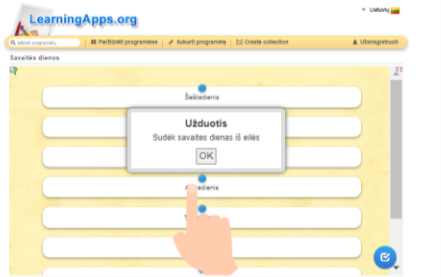 LearningApps.org
Lietuvių
Peržiūrėti programėles
Sukurti programėlę
Create collection
Užsiregistruoti
Savaitės dienos
Šeštadienis
Užduotis
Sudėk savaitės dienas iš eilės
OK